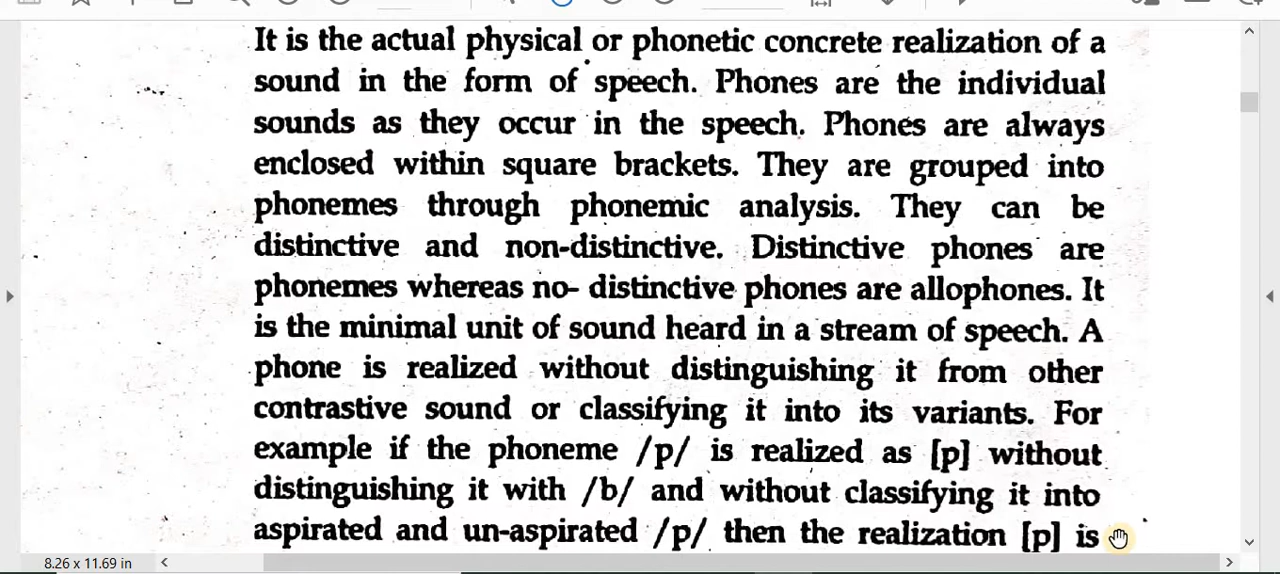 It is the actual physical or phonetic concrete realization of a
sound in the form of speech. Phones are the individual
sounds as they occur in the speech. Phones are always
enclosed within square brackets. They are grouped into
phonemes through phonemic analysis. They can be
distinctive and non-distinctive. Distinctive phones are
phonemes whereas no- distinctive phones are allophones. It
is the minimal unit of sound heard in a stream of speech. A
phone is realized without distinguishing it from other
contrastive sound or classifying it into its variants. For
example if the phoneme /p/ is realized as [p] without
distinguishing it with /b/ and without classifying it into
aspirated and un-aspirated /p/ then the realization [p] is
8.26 x 11.69 in